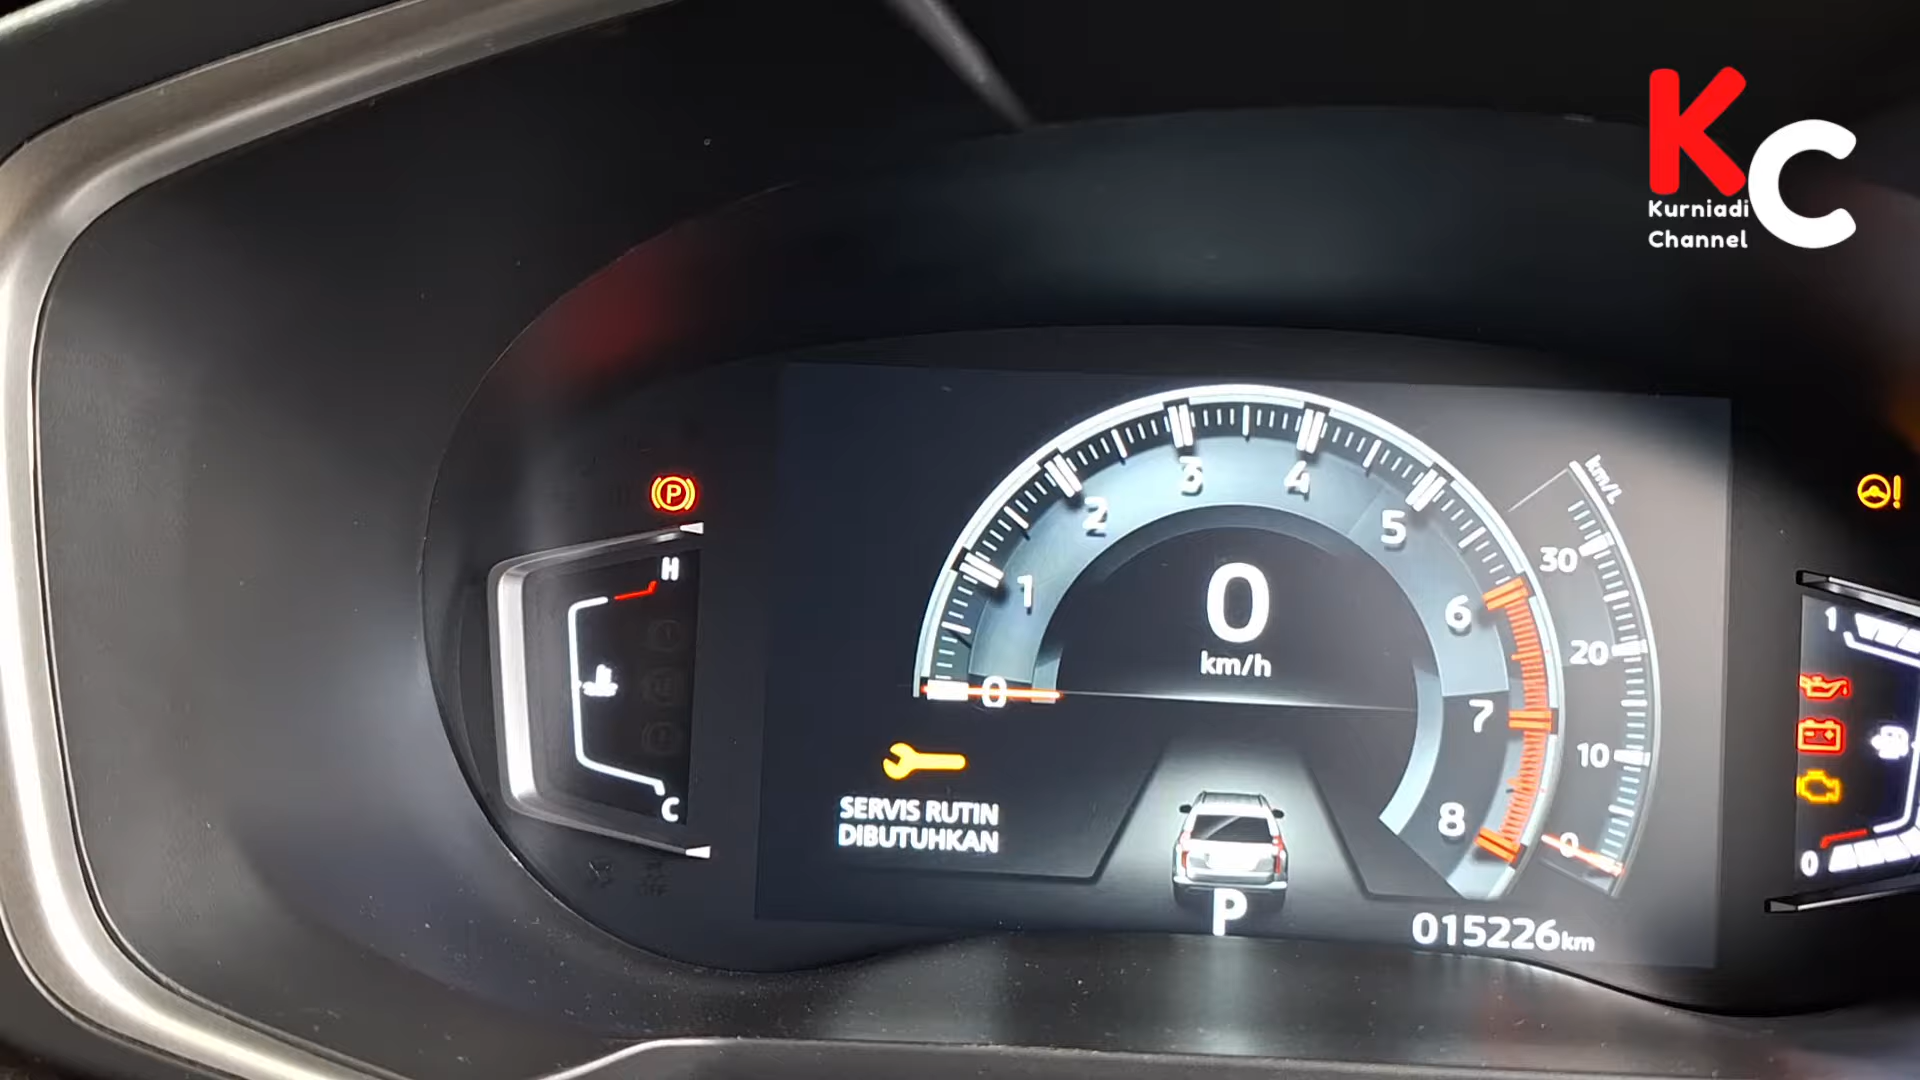 KC
Kurniadi
Channel
P
H
C
0
1
2
3
4
5
6
7
8
0
km/h
km/L
30
20
10
0
SERVIS RUTIN
DIBUTUHKAN
P
015226km
1
0